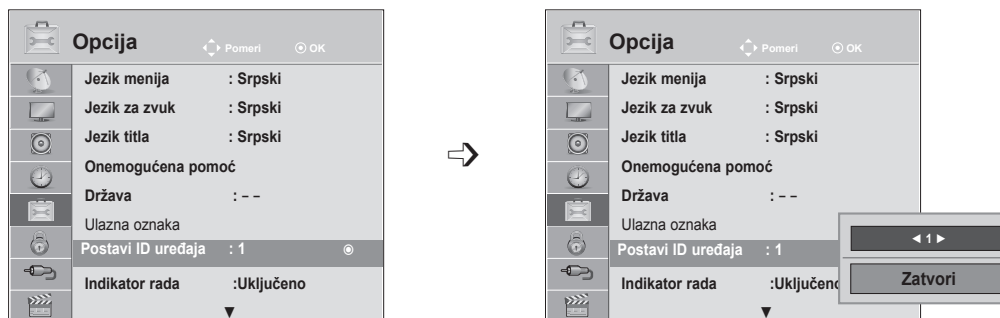 Opcija
Pomeri OK
Jezik menija : Srpski
Jezik za zvuk : Srpski
Jezik titla : Srpski
Onemogućena pomoć
Država : – –
Ulazna oznaka
Postavi ID uređaja : 1
Indikator rada :Uključeno
▼
Opcija
Pomeri OK
Jezik menija : Srpski
Jezik za zvuk : Srpski
Jezik titla : Srpski
Onemogućena pomoć
Država : – –
Ulazna oznaka
Postavi ID uređaja : 1
◄ 1 ►
Indikator rada :Uključeno
Zatvori
▼